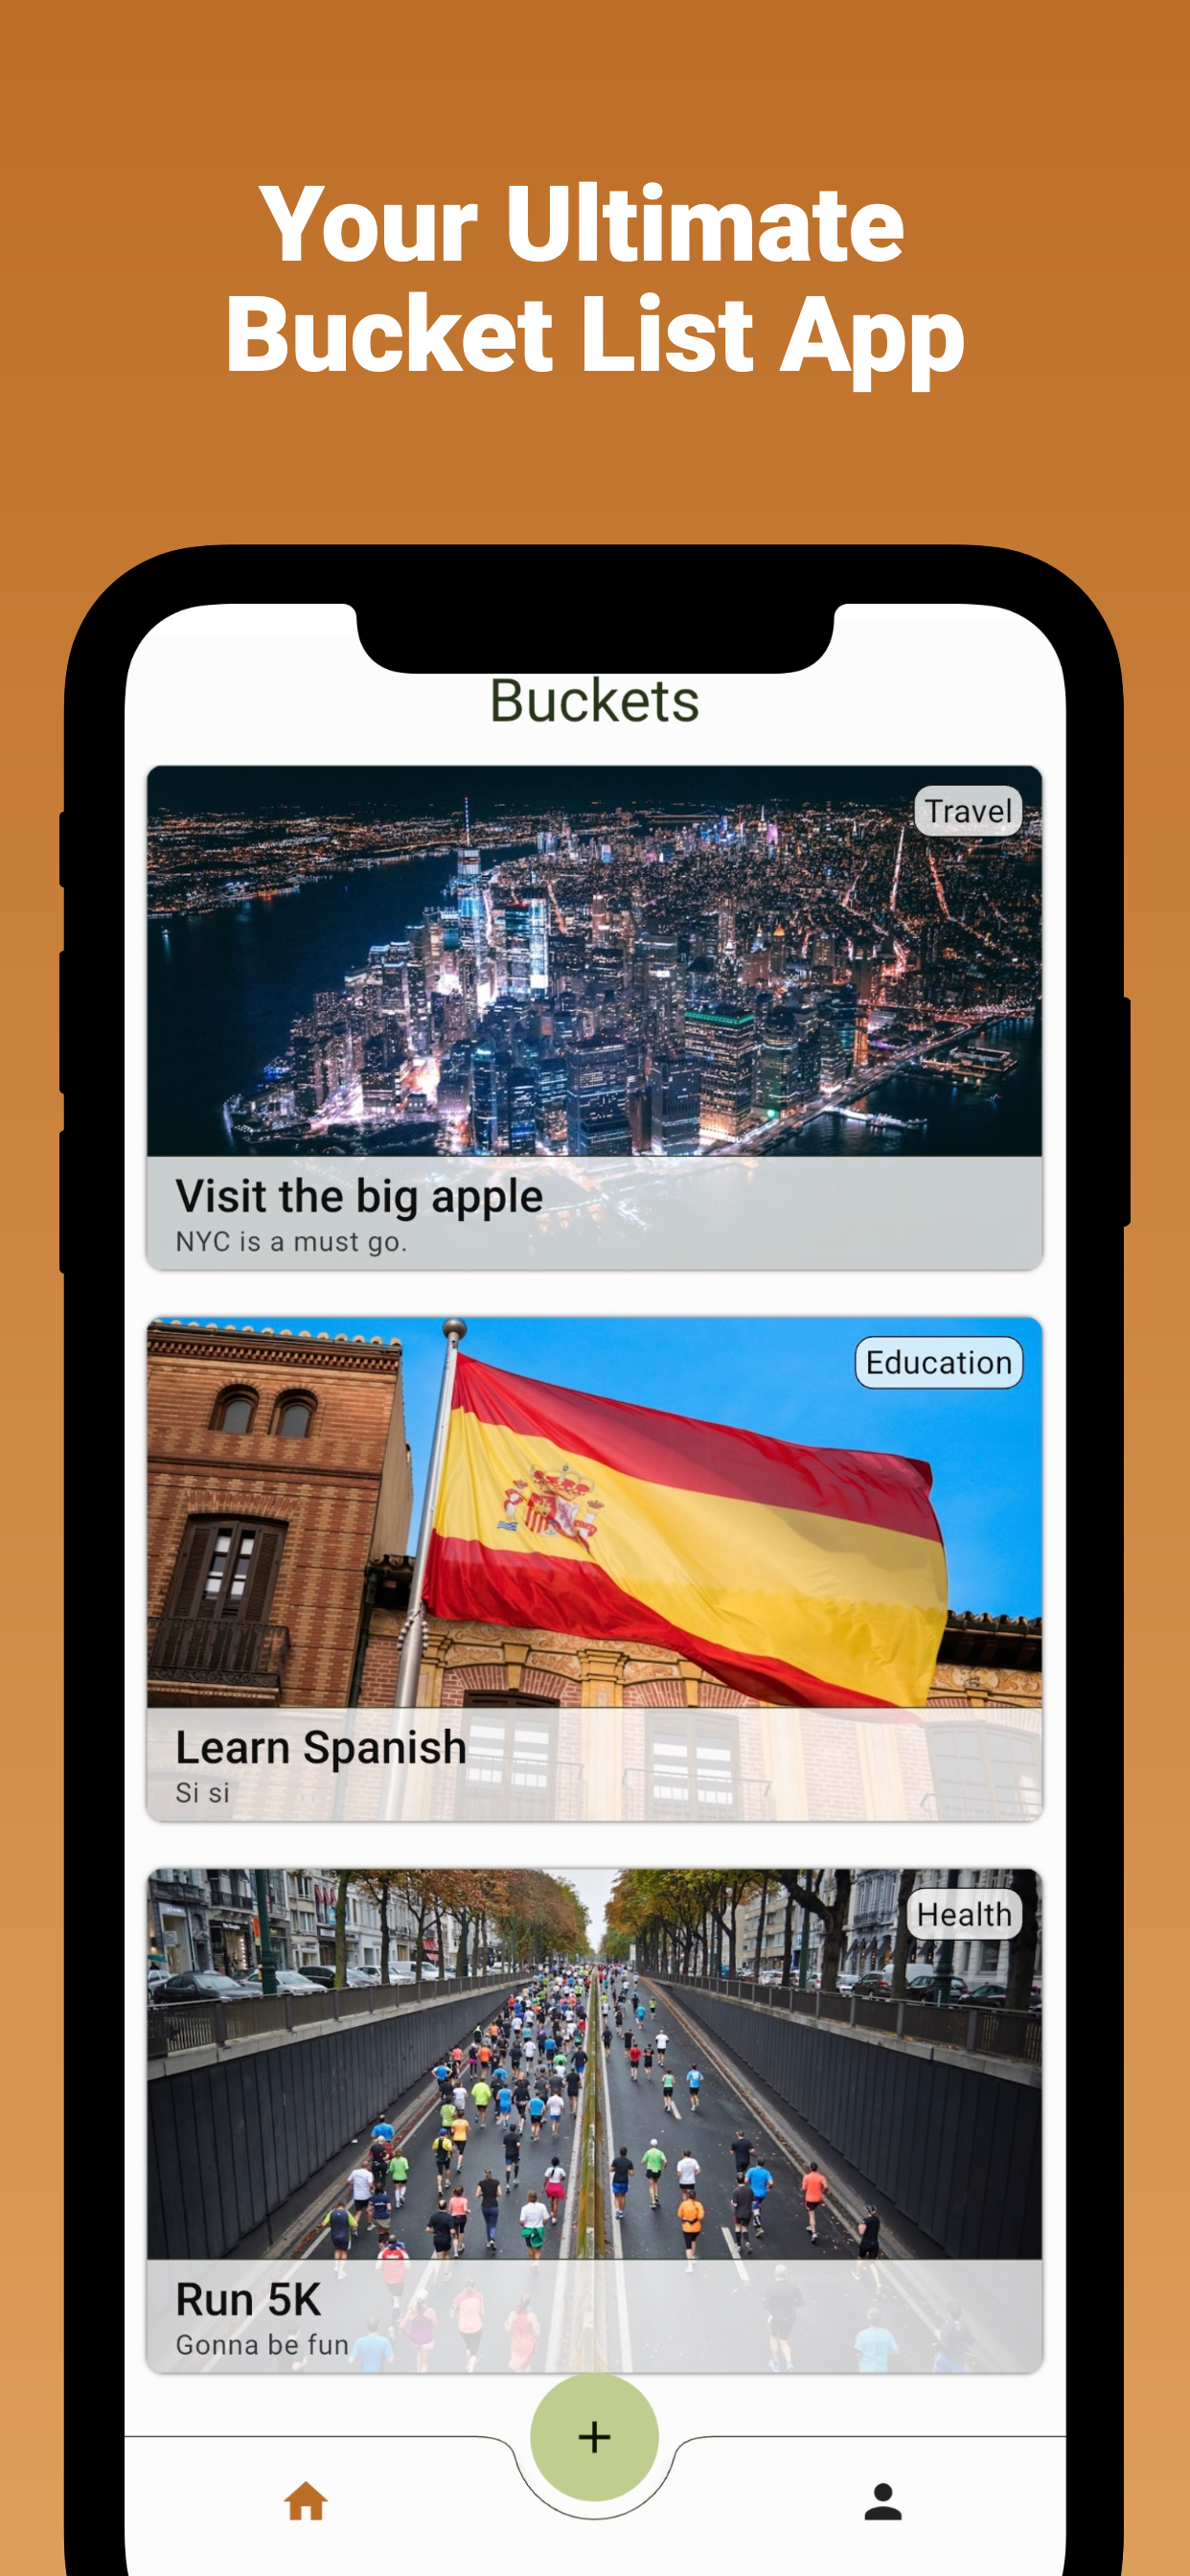 Your Ultimate
Bucket List App
Buckets
Travel
Visit the big apple
NYC is a must go.
Education
Learn Spanish
Si si
Health
Run 5K
Gonna be fun
+